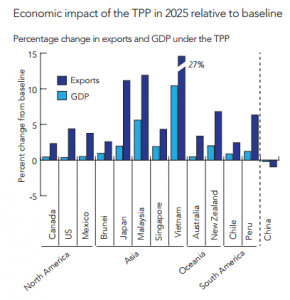 Economic impact of the TPP in 2025 relative to baseline
Percentage change in exports and GDP under the TPP
Percent change from baseline
15
10
5
0
-5
Exports
GDP
27%
Canada
US
Mexico
Brunei
Japan
Malaysia
Singapore
Vietnam
Australia
New Zealand
Chile
Peru
China
North America
Asia
Oceania
South America